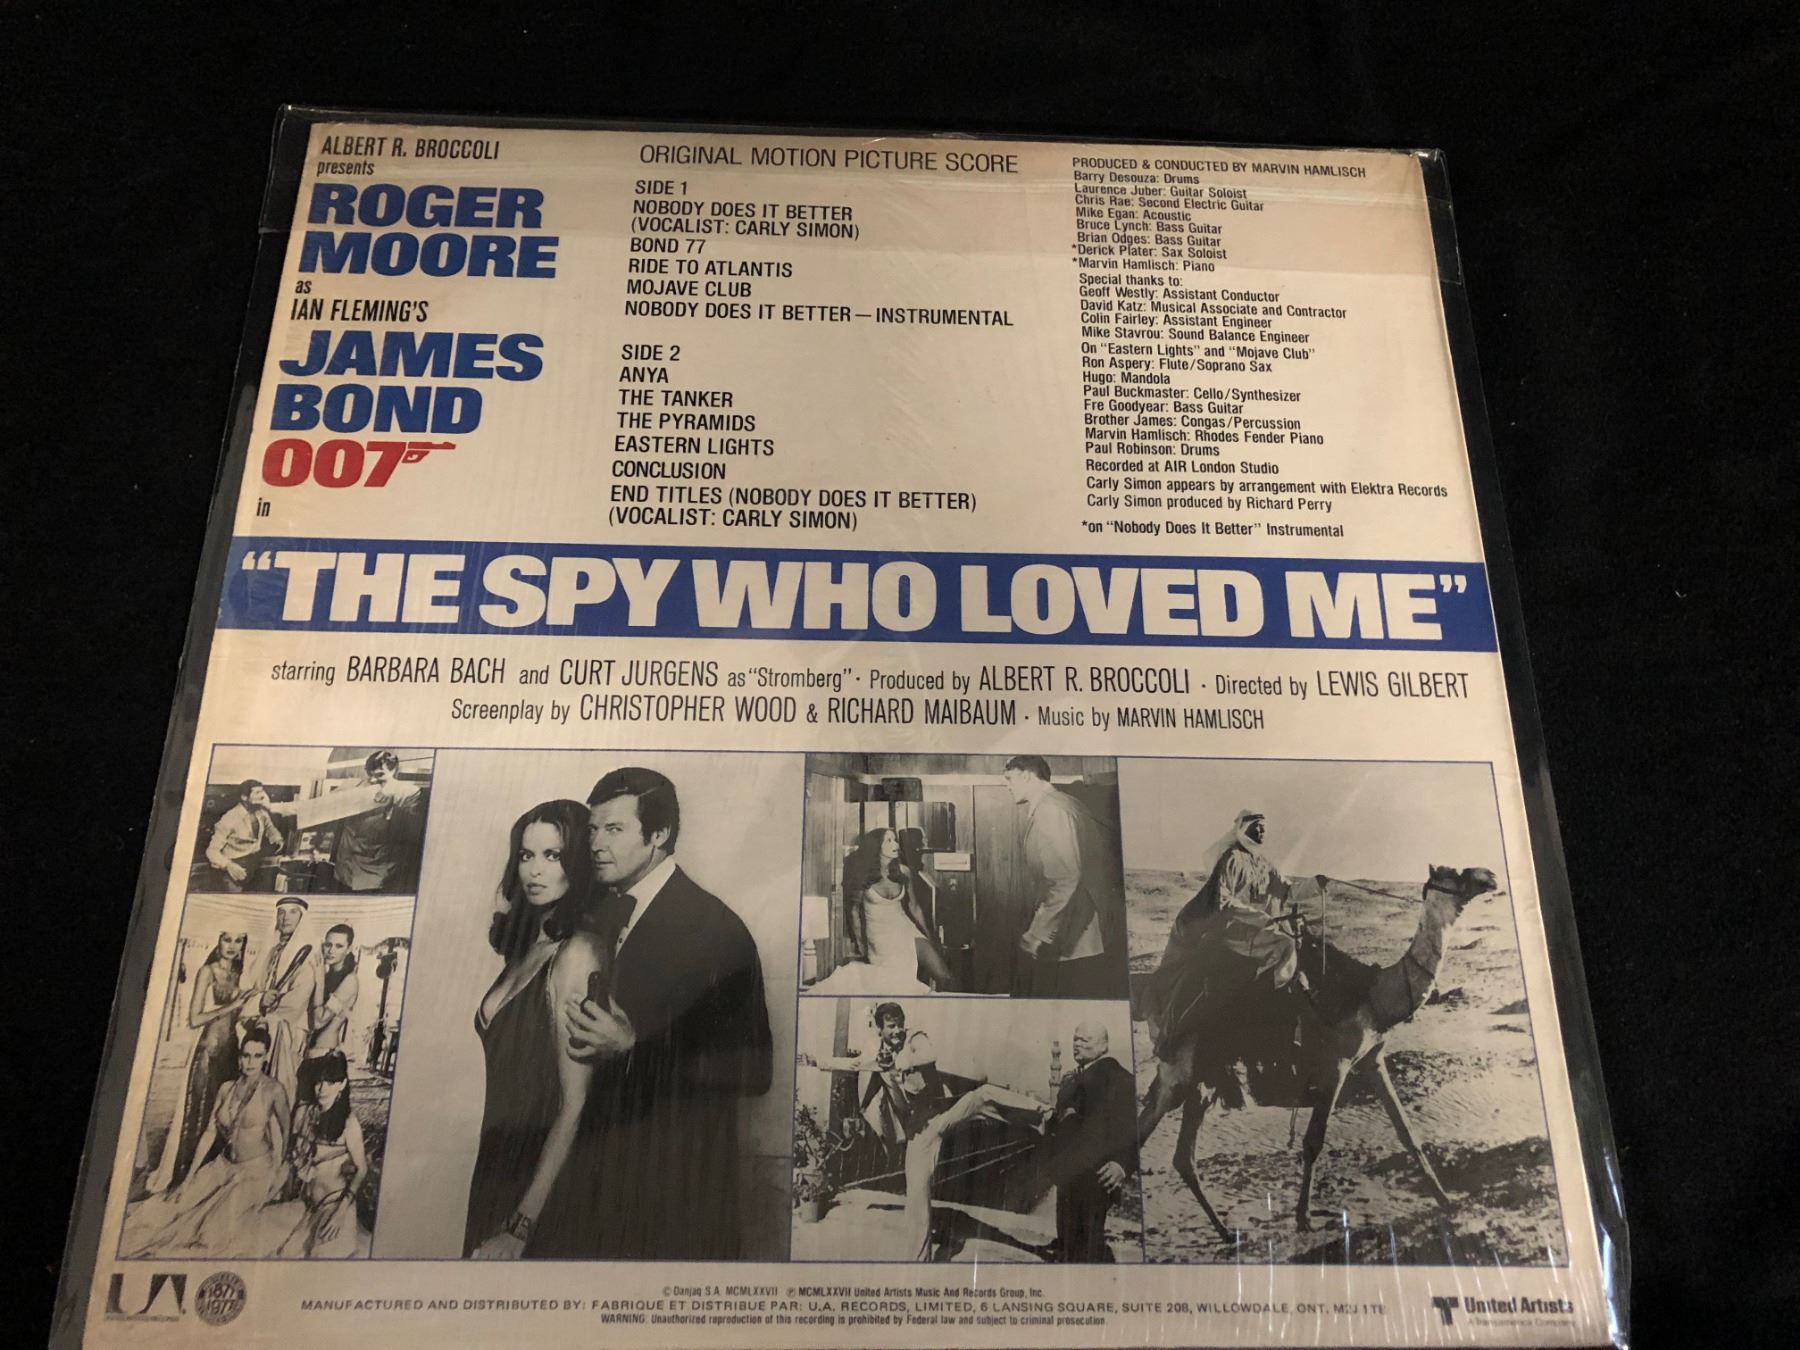 ALBERT R. BROCCOLI
presents
ROGER
MOORE
as
IAN FLEMING'S
JAMES
BOND
007
in
ORIGINAL MOTION PICTURE SCORE
SIDE 1
NOBODY DOES IT BETTER
(VOCALIST: CARLY SIMON)
BOND 77
RIDE TO ATLANTIS
MOJAVE CLUB
NOBODY DOES IT BETTER — INSTRUMENTAL
SIDE 2
ANYA
THE TANKER
THE PYRAMIDS
EASTERN LIGHTS
CONCLUSION
END TITLES (NOBODY DOES IT BETTER)
(VOCALIST: CARLY SIMON)
PRODUCED & CONDUCTED BY MARVIN HAMLISCH
Barry Desouza: Drums
Laurence Juber: Guitar Soloist
Chris Rae: Second Electric Guitar
Mike Egan: Acoustic
Bruce Lynch: Bass Guitar
Brian Odges: Bass Guitar
*Derick Plater: Sax Soloist
*Marvin Hamlisch: Piano
Special thanks to:
Geoff Westly: Assistant Conductor
David Katz: Musical Associate and Contractor
Colin Fairley: Assistant Engineer
Mike Stavrou: Sound Balance Engineer
On "Eastern Lights" and "Mojave Club"
Ron Aspery: Flute/Soprano Sax
Hugo: Mandola
Paul Buckmaster: Cello/Synthesizer
Fre Goodyear: Bass Guitar
Brother James: Congas/Percussion
Marvin Hamlisch: Rhodes Fender Piano
Paul Robinson: Drums
Recorded at AIR London Studio
Carly Simon appears by arrangement with Elektra Records
Carly Simon produced by Richard Perry
*on "Nobody Does It Better" Instrumental
"THE SPY WHO LOVED ME"
starring BARBARA BACH and CURT JURGENS as "Stromberg" · Produced by ALBERT R. BROCCOLI · Directed by LEWIS GILBERT
Screenplay by CHRISTOPHER WOOD & RICHARD MAIBAUM · Music by MARVIN HAMLISCH
UA
1877
1977
© Danjaq S.A. MCMLXXVII ℗ MCMLXXVII United Artists Music And Records Group, Inc.
MANUFACTURED AND DISTRIBUTED BY: FABRIQUE ET DISTRIBUE PAR: U.A. RECORDS, LIMITED, 6 LANSING SQUARE, SUITE 208, WILLOWDALE, ONT. M2J 1T5
WARNING: Unauthorized reproduction of this recording is prohibited by Federal law and subject to criminal prosecution.
United Artists
A Transamerica Company